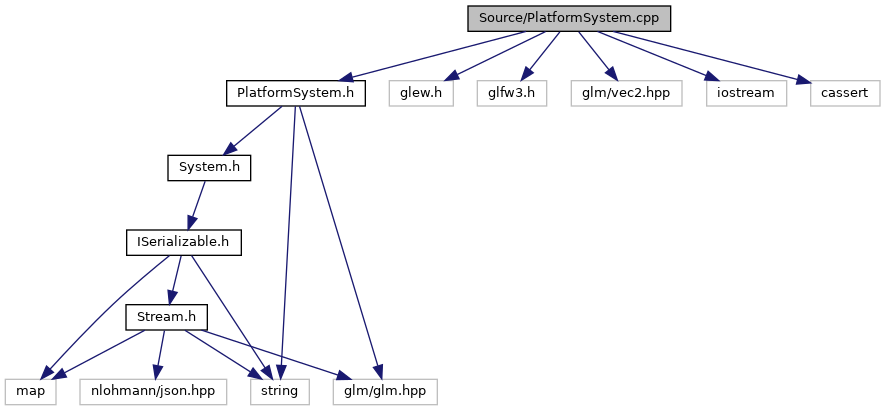 Source/PlatformSystem.cpp
PlatformSystem.h
glew.h
glfw3.h
glm/vec2.hpp
iostream
cassert
System.h
ISerializable.h
Stream.h
map
nlohmann/json.hpp
string
glm/glm.hpp